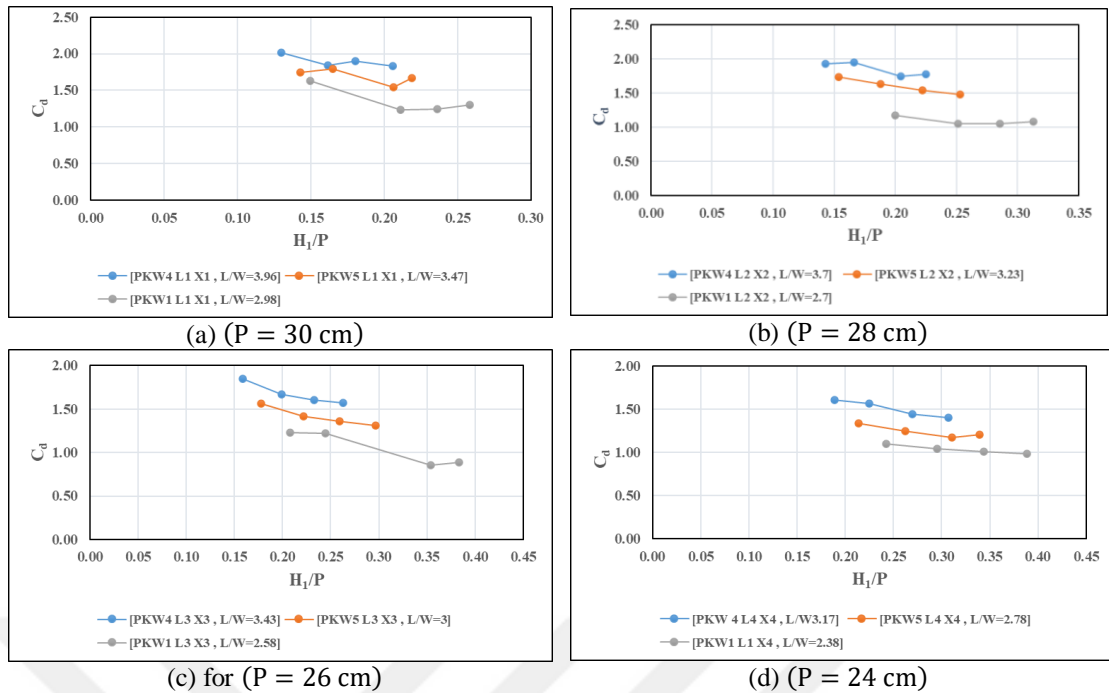 2.50
2.00
1.50
1.00
0.50
0.00
C_d
0.00 0.05 0.10 0.15 0.20 0.25 0.30
H₁/P
[PKW4 L1 X1 , L/W=3.96] [PKW5 L1 X1 , L/W=3.47]
[PKW1 L1 X1 , L/W=2.98]
(a) (P = 30 cm)
2.50
2.00
1.50
1.00
0.50
0.00
C_d
0.00 0.05 0.10 0.15 0.20 0.25 0.30 0.35
H₁/P
[PKW4 L2 X2 , L/W=3.7] [PKW5 L2 X2 , L/W=3.23]
[PKW1 L2 X2 , L/W=2.7]
(b) (P = 28 cm)
2.00
1.50
1.00
0.50
0.00
C_d
0.00 0.05 0.10 0.15 0.20 0.25 0.30 0.35 0.40 0.45
H₁/P
[PKW4 L3 X3 , L/W=3.43] [PKW5 L3 X3 , L/W=3]
[PKW1 L3 X3 , L/W=2.58]
(c) for (P = 26 cm)
2.00
1.50
1.00
0.50
0.00
C_d
0.00 0.05 0.10 0.15 0.20 0.25 0.30 0.35 0.40 0.45
H₁/P
[PKW 4 L4 X4 , L/W3.17] [PKW5 L4 X4 , L/W=2.78]
[PKW1 L1 X4 , L/W=2.38]
(d) (P = 24 cm)